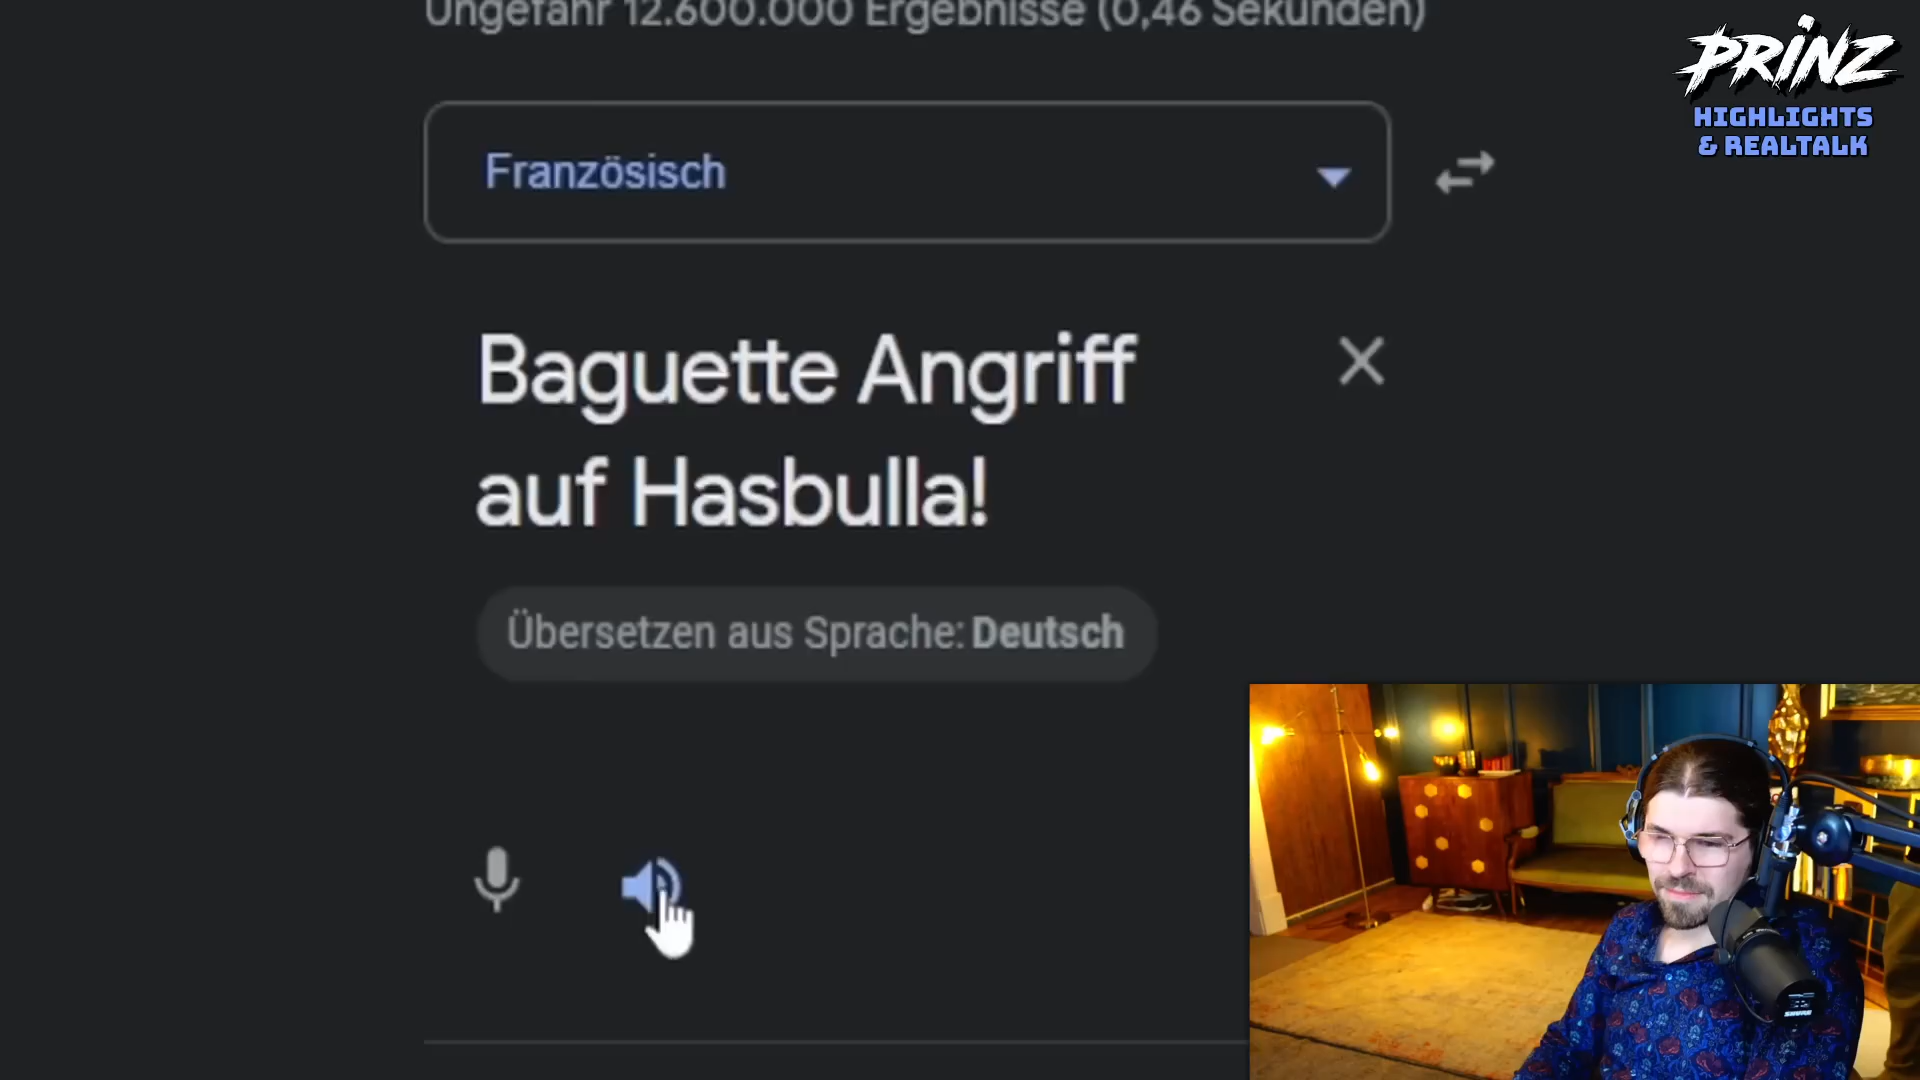 Ungefähr 12.600.000 Ergebnisse (0,46 Sekunden)
PRINZ
HIGHLIGHTS
& REALTALK
Französisch
Baguette Angriff
auf Hasbulla!
Übersetzen aus Sprache: Deutsch
SHURE